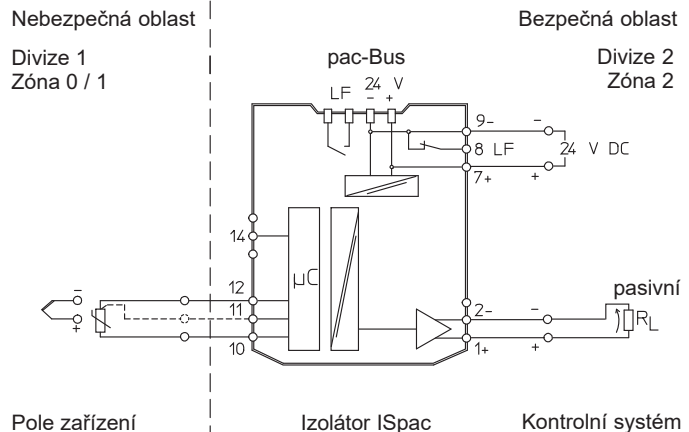 Nebezpečná oblast
Bezpečná oblast
Divize 1
Zóna 0 / 1
pac-Bus
Divize 2
Zóna 2
LF
24 V
- +
9-
-
8 LF
24 V DC
7+
+
14
µC
12
11
10
-
+
pasivní
2-
-
RL
1+
+
Pole zařízení
Izolátor ISpac
Kontrolní systém